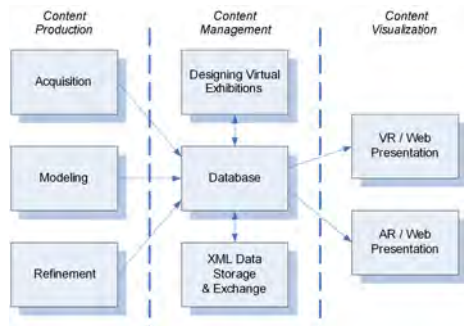 Content
Production
Content
Management
Content
Visualization
Acquisition
Designing Virtual
Exhibitions
VR / Web
Presentation
Modeling
Database
AR / Web
Presentation
Refinement
XML Data
Storage
& Exchange